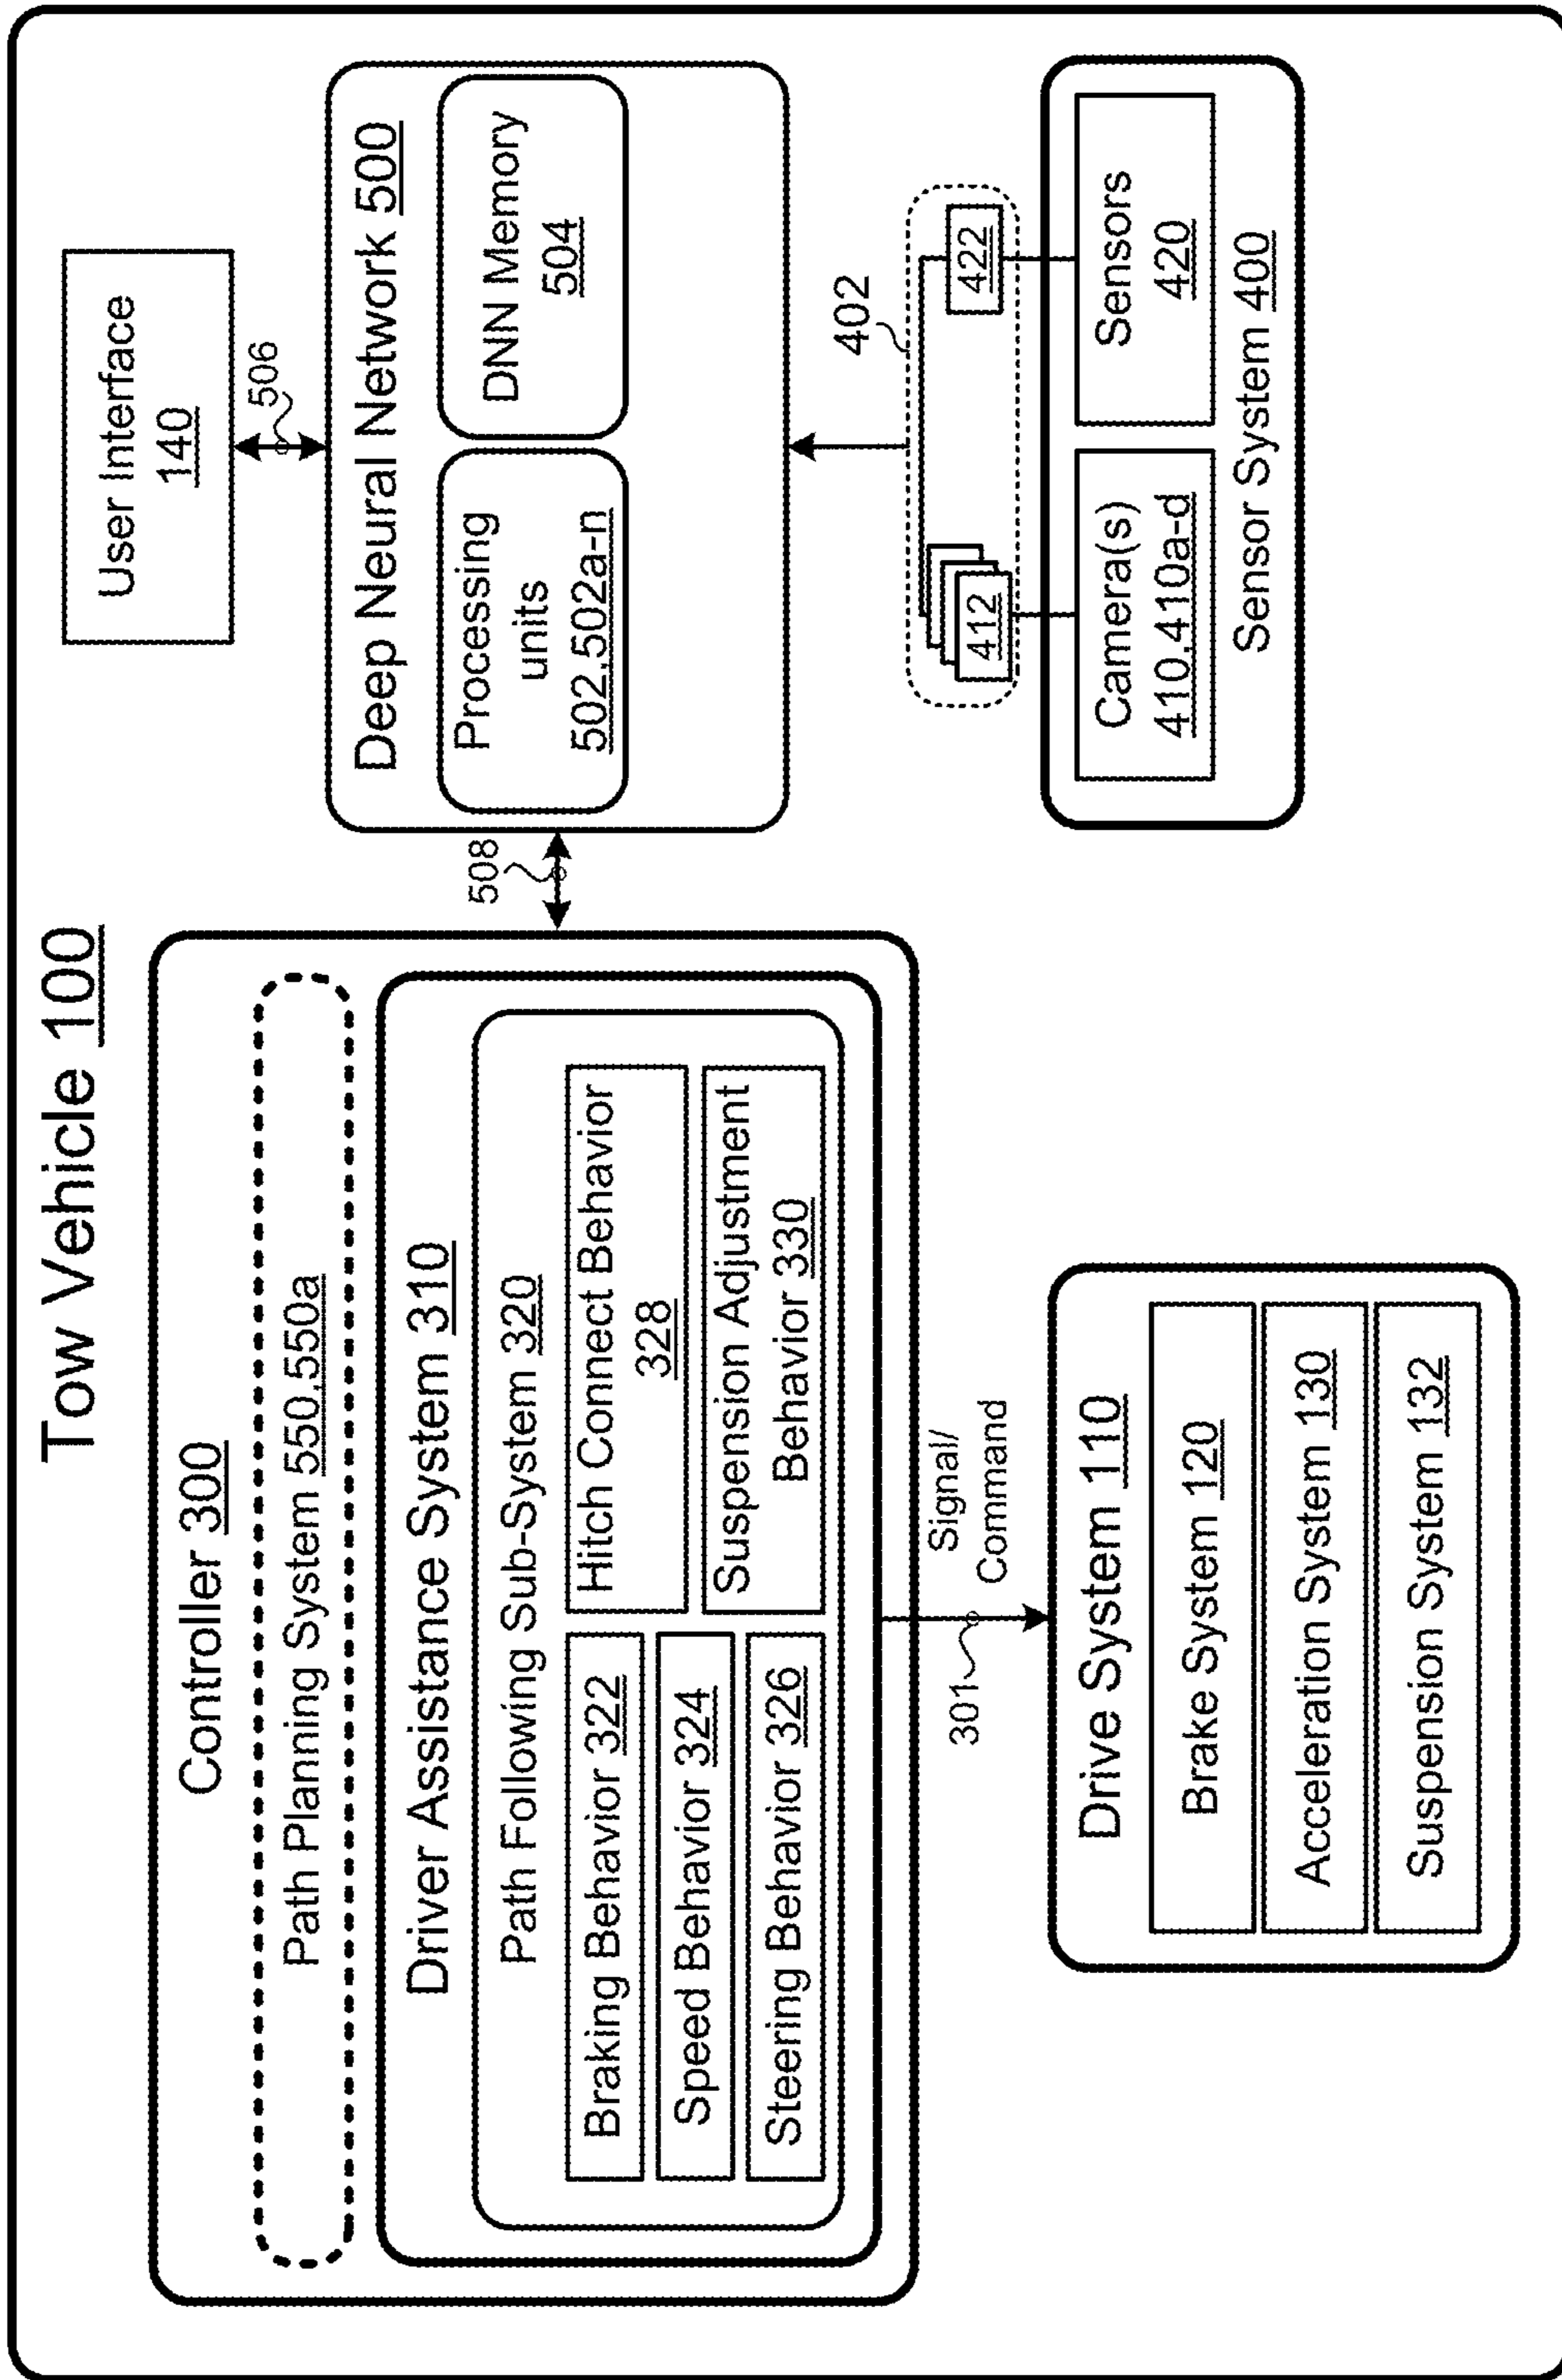 Tow Vehicle 100
Controller 300
Path Planning System 550,550a
Driver Assistance System 310
Path Following Sub-System 320
Braking Behavior 322
Speed Behavior 324
Steering Behavior 326
Hitch Connect Behavior
328
Suspension Adjustment
Behavior 330
301
Signal/
Command
Drive System 110
Brake System 120
Acceleration System 130
Suspension System 132
508
User Interface
140
506
Deep Neural Network 500
Processing
units
502,502a-n
DNN Memory
504
402
412
422
Camera(s)
410,410a-d
Sensors
420
Sensor System 400